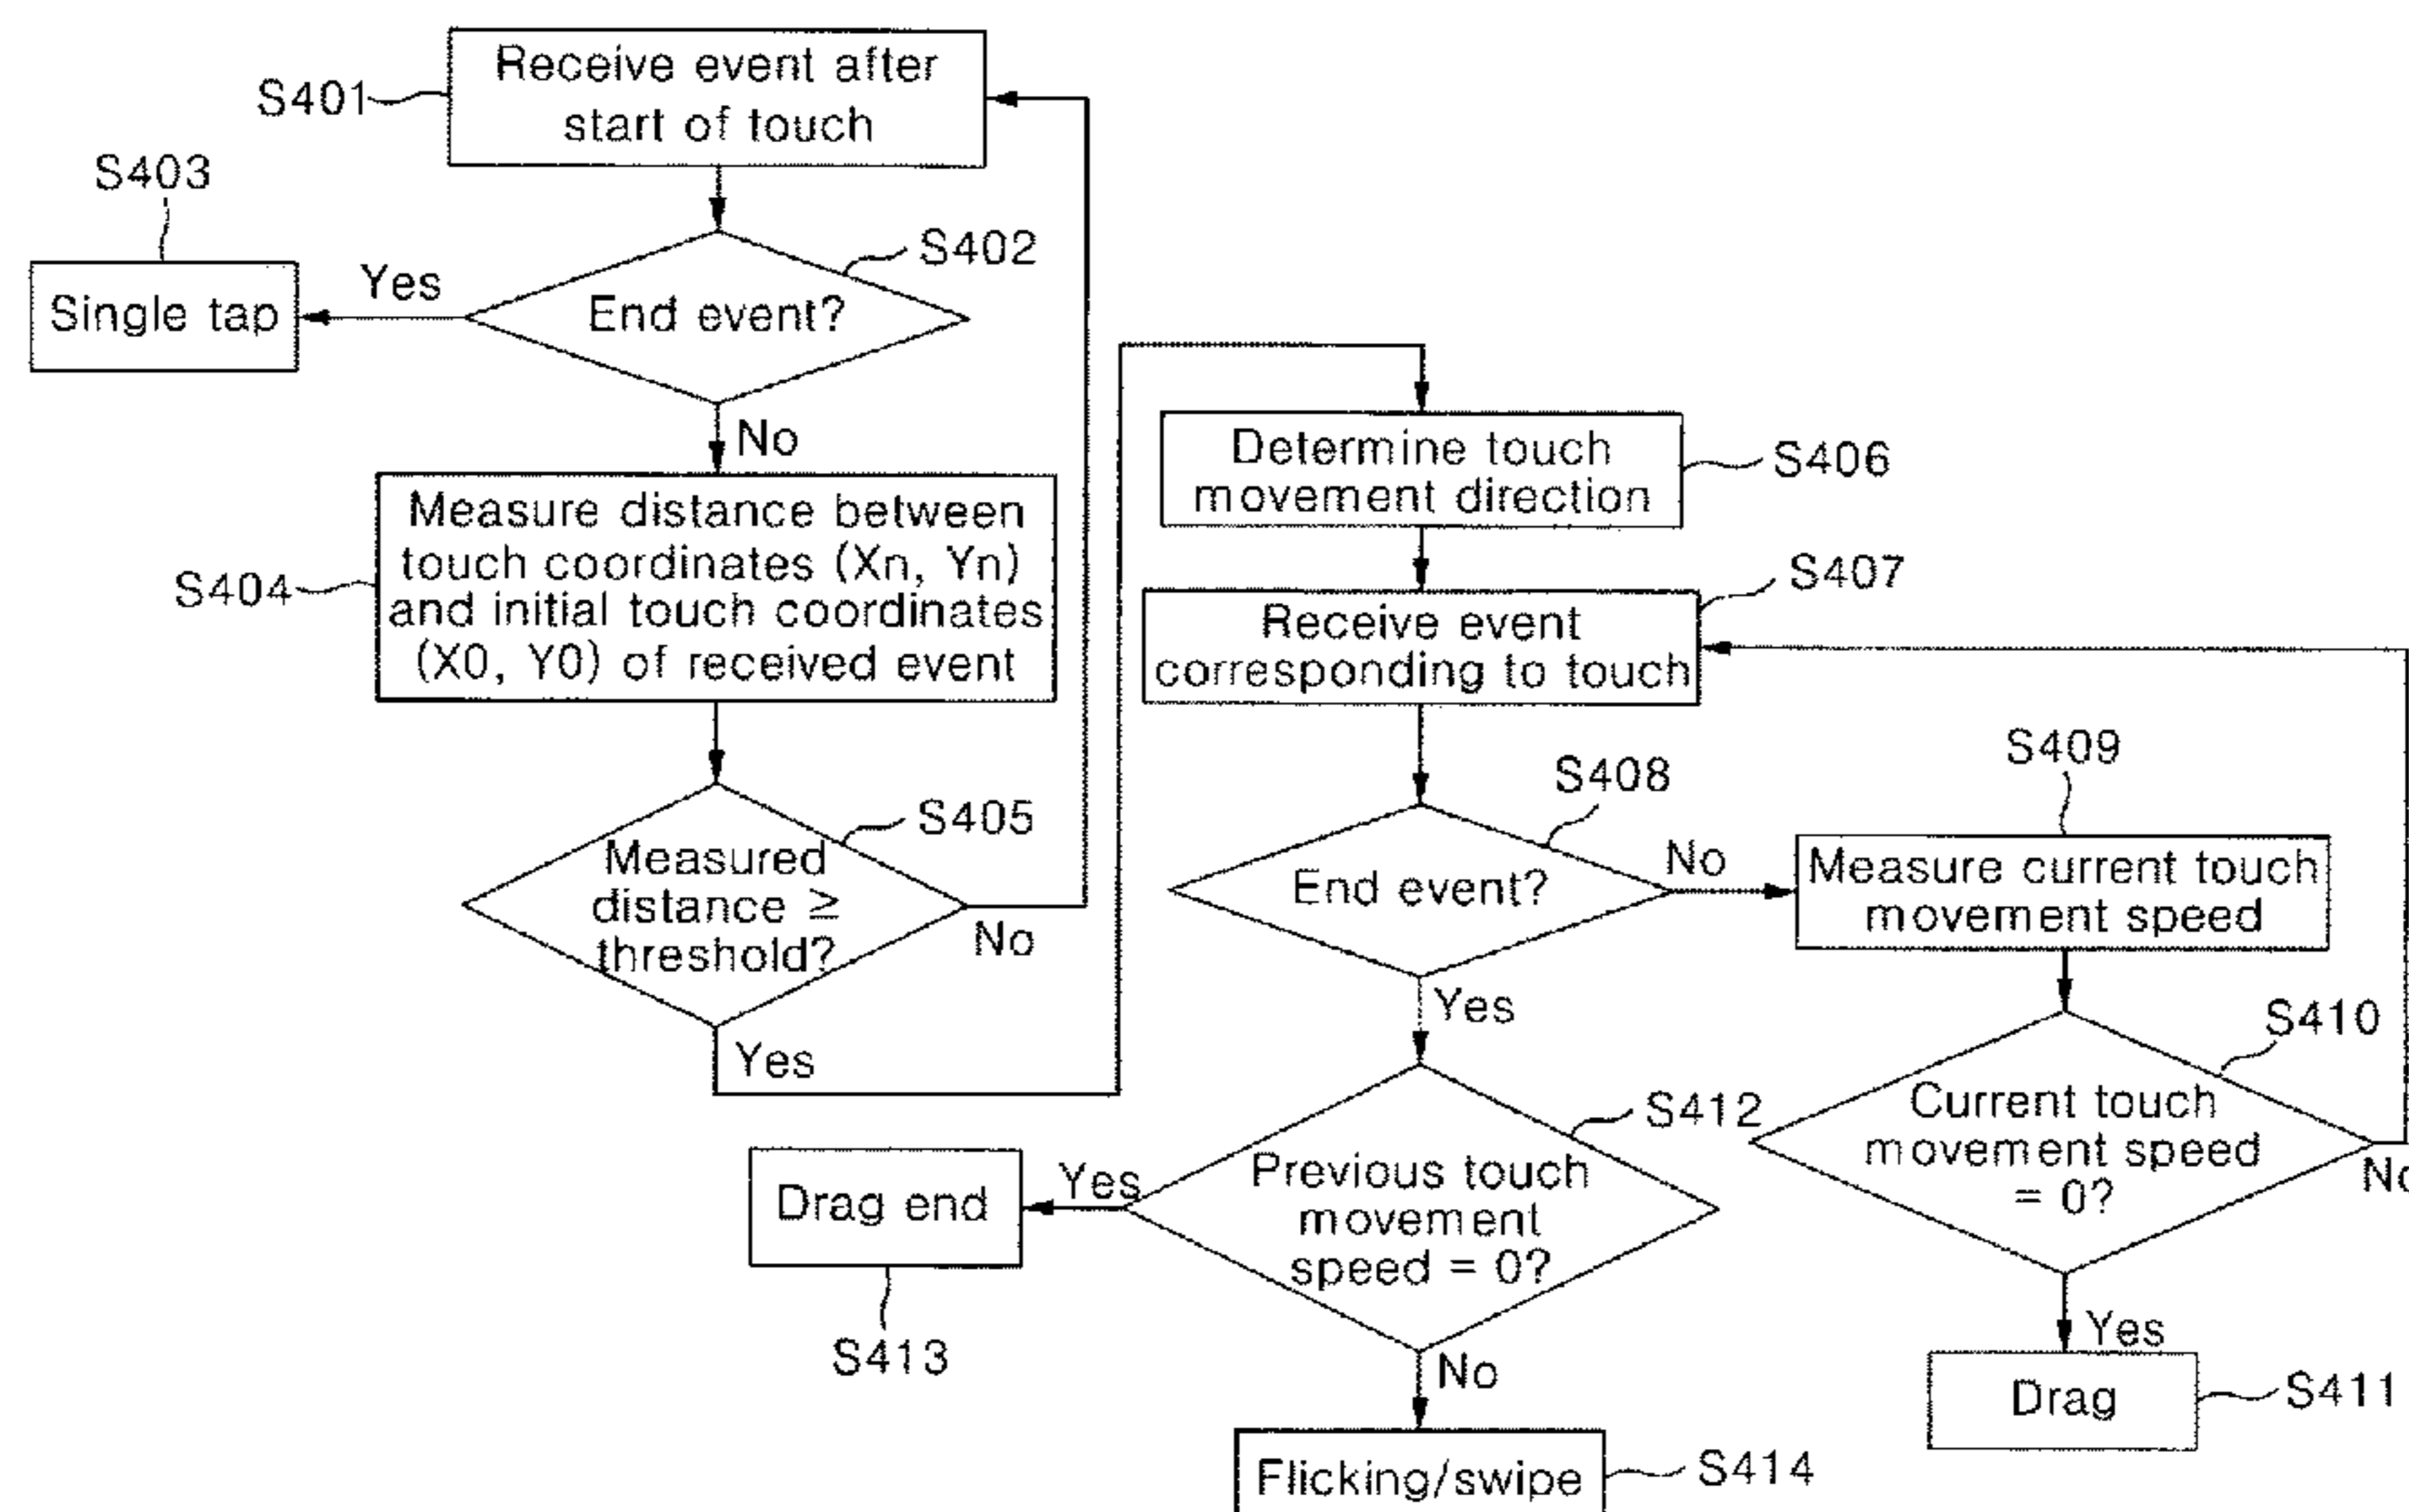 S401
Receive event after
start of touch
S403
S402
Single tap
Yes
End event?
No
S404
Measure distance between
touch coordinates (Xn, Yn)
and initial touch coordinates
(X0, Y0) of received event
S405
Measured
distance ≥
threshold?
No
Yes
Determine touch
movement direction
S406
Receive event
corresponding to touch
S407
S408
End event?
No
S409
Measure current touch
movement speed
Yes
S410
Current touch
movement speed
= 0?
No
S412
Previous touch
movement
speed = 0?
Yes
Drag end
S413
No
Yes
Drag
S411
Flicking/swipe
S414